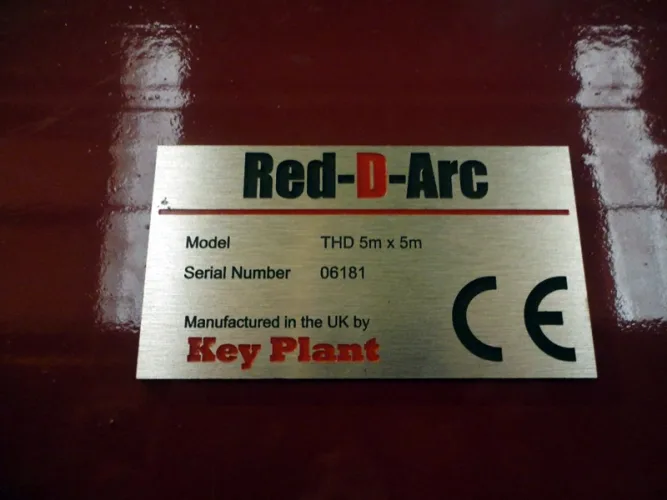 Red-D-Arc
Model THD 5m x 5m
Serial Number 06181
Manufactured in the UK by
Key Plant
CE